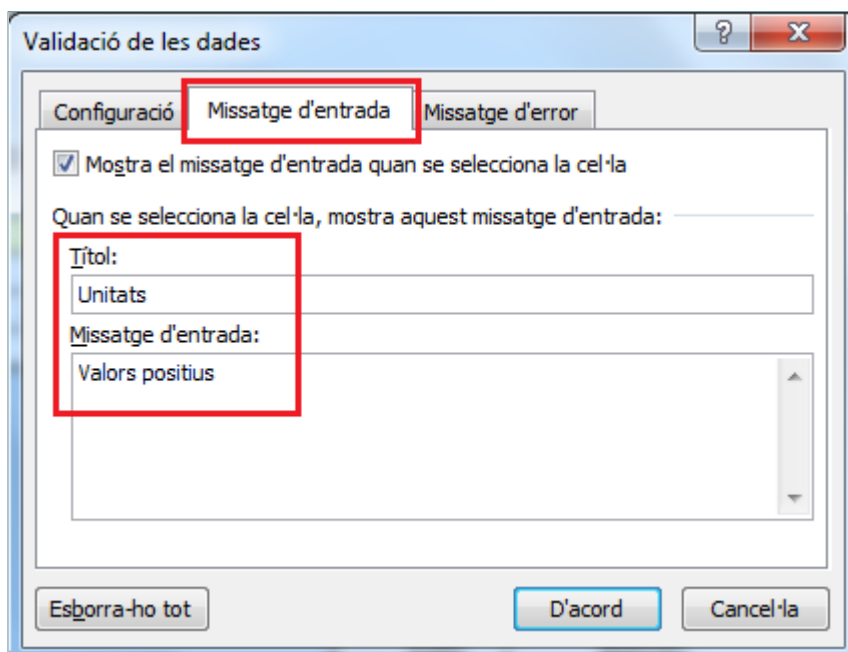 Validació de les dades
Configuració Missatge d'entrada Missatge d'error
Mostra el missatge d'entrada quan se selecciona la cel·la
Quan se selecciona la cel·la, mostra aquest missatge d'entrada:
Títol:
Unitats
Missatge d'entrada:
Valors positius
Esborra-ho tot D'acord Cancel·la